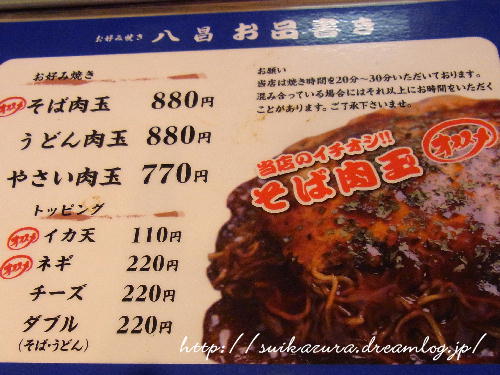 お好み焼き 八昌 お品書き
お好み焼き
オススメ そば肉玉 880円
うどん肉玉 880円
やさい肉玉 770円
トッピング
オススメ イカ天 110円
オススメ ネギ 220円
チーズ 220円
ダブル 220円
(そば・うどん)
お願い
当店は焼き時間を20分〜30分いただいております。
混み合っている場合にはそれ以上にお時間をいただく
ことがあります。ご了承下さいませ。
当店のイチオシ!!
オススメ
そば肉玉
http://suikazura.dreamlog.jp/